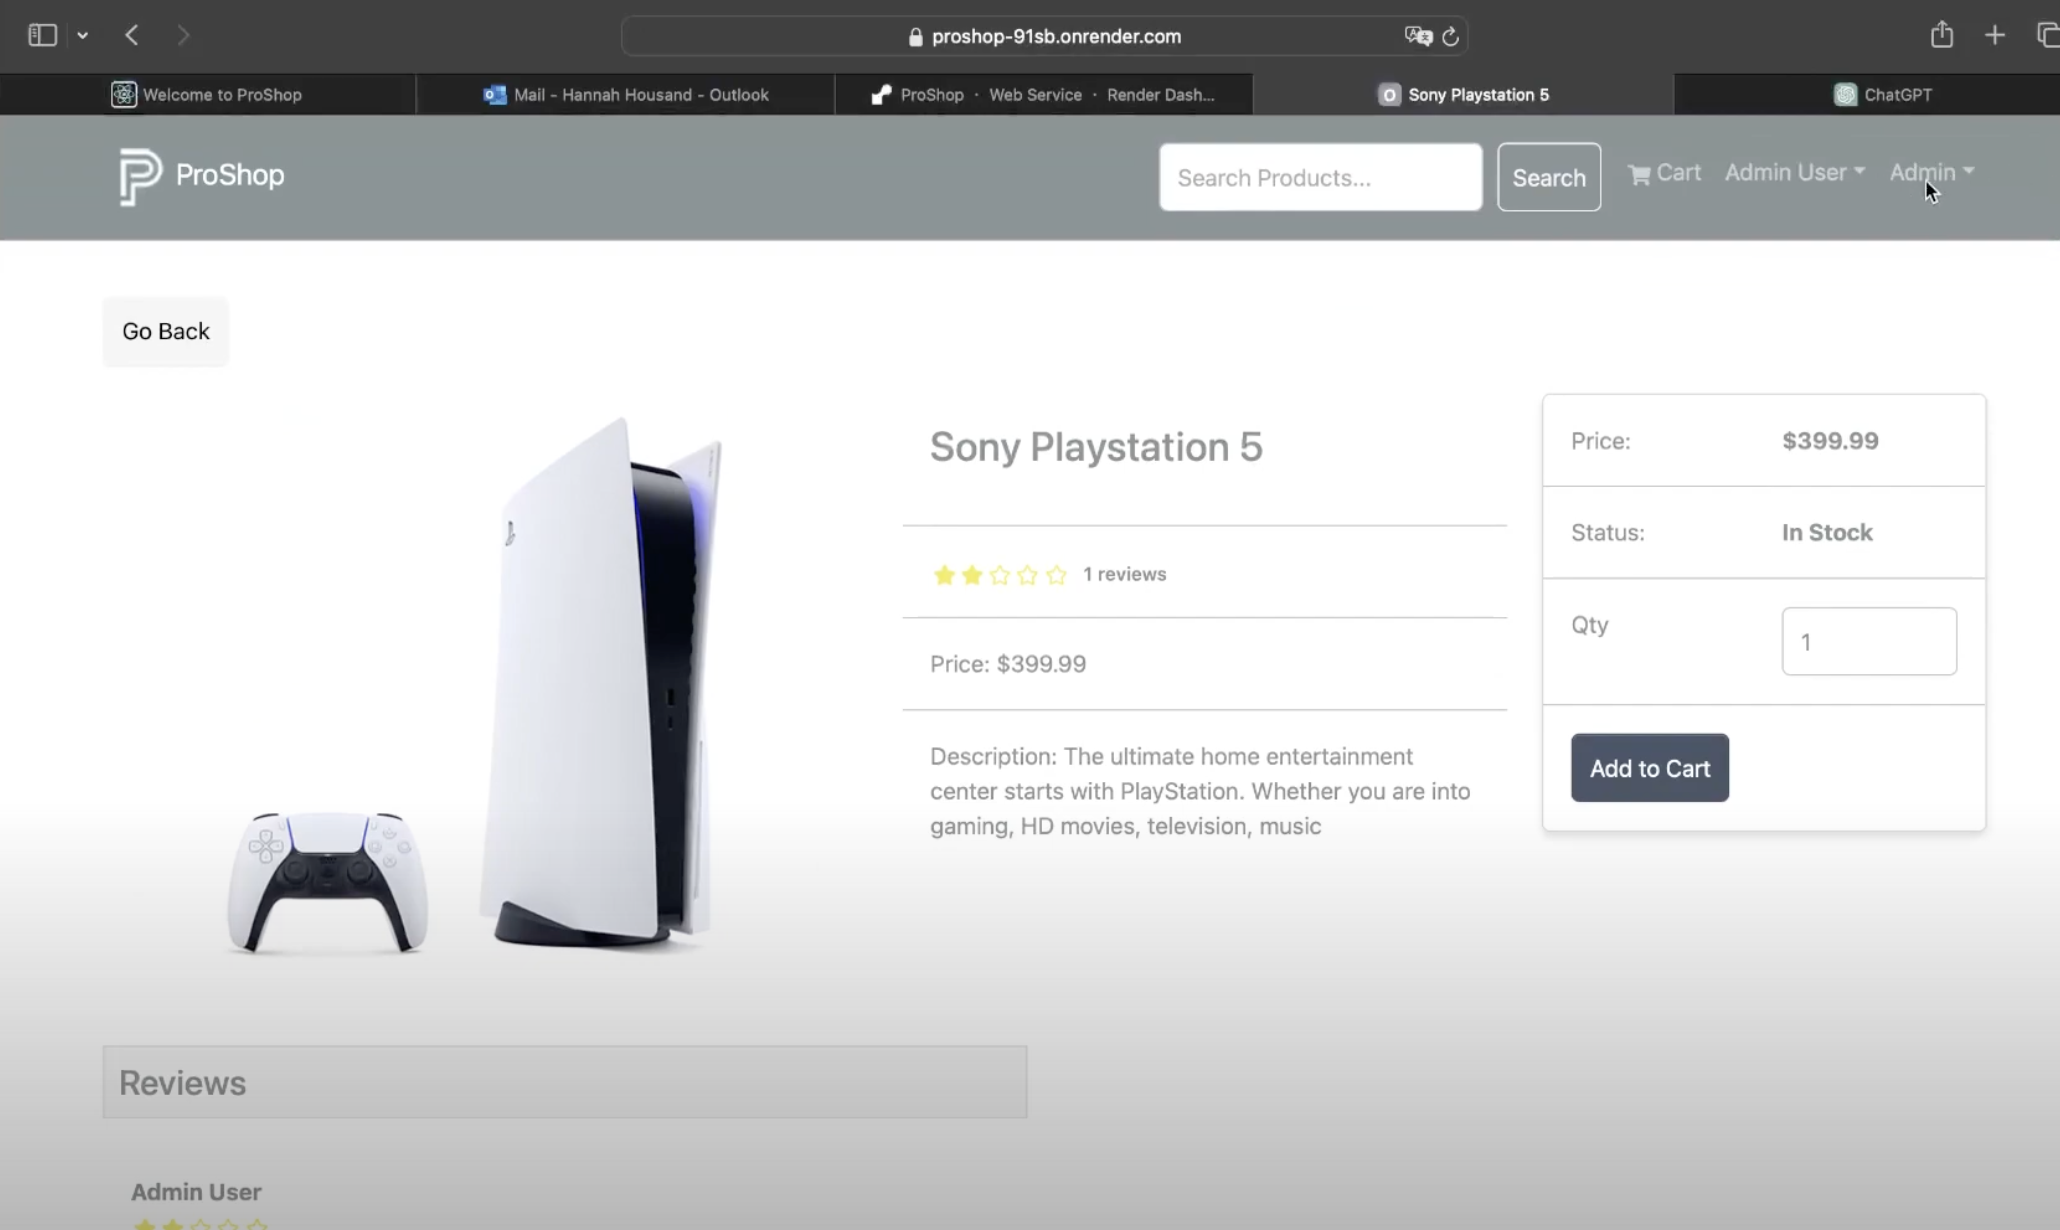 proshop-91sb.onrender.com
Welcome to ProShop
Mail - Hannah Housand - Outlook
ProShop · Web Service · Render Dash...
Sony Playstation 5
ChatGPT
ProShop
Search Products...
Search
Cart
Admin User
Admin
Go Back
Sony Playstation 5
1 reviews
Price: $399.99
Description: The ultimate home entertainment
center starts with PlayStation. Whether you are into
gaming, HD movies, television, music
Price:
$399.99
Status:
In Stock
Qty
1
Add to Cart
Reviews
Admin User